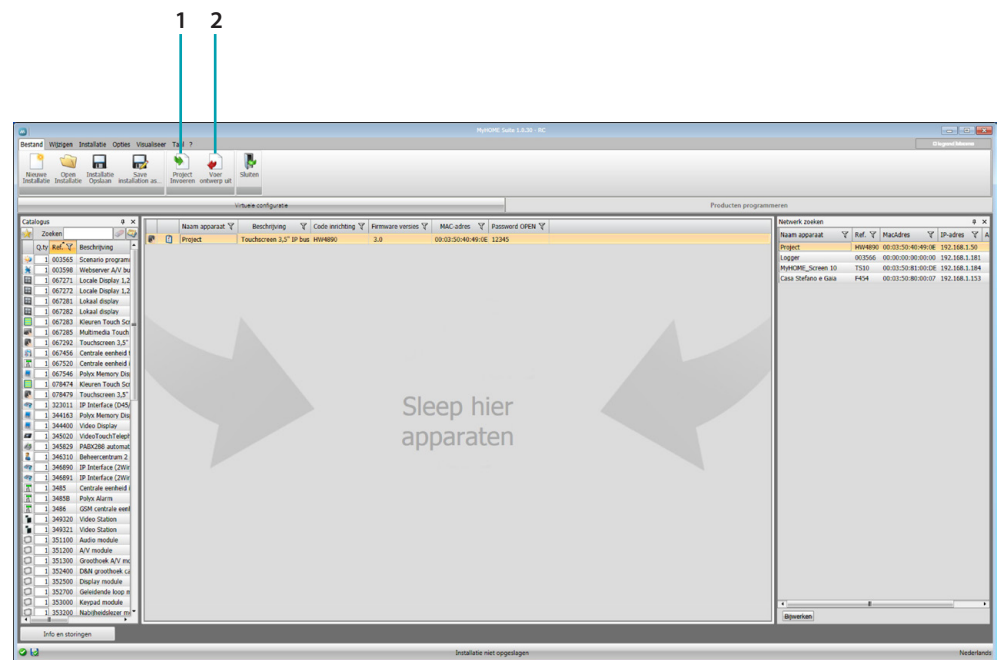 1 2
MyHOME Suite 1.0.30 - RC
Bestand Wijzigen Installatie Opties Visualiseer Taal ?
Nieuwe Installatie
Open Installatie
Installatie Opslaan
Save installation as...
Project Invoeren
Voer ontwerp uit
Sluiten
Virtuele configuratie
Producten programmeren
Catalogus
Zoeken
Q.ty Ref. Beschrijving
1 003565 Scenario program
1 003598 Webserver A/V bu
1 067271 Locale Display 1,2
1 067272 Locale Display 1,2
1 067281 Lokaal display
1 067282 Lokaal display
1 067283 Kleuren Touch Scr
1 067285 Multimedia Touch
1 067292 Touchscreen 3,5"
1 067456 Centrale eenheid
1 067520 Centrale eenheid
1 067546 Polyx Memory Disp
1 078474 Kleuren Touch Scr
1 078479 Touchscreen 3,5"
1 323011 IP Interface (D45/
1 344163 Polyx Memory Disp
1 344400 Video Display
1 345020 VideoTouchTeleph
1 345829 PABX286 automat
1 346310 Beheercentrum 2
1 346890 IP Interface (2Wir
1 346891 IP Interface (2Wir
1 3485 Centrale eenheid
1 3485B Polyx Alarm
1 3486 GSM centrale eenh
1 349320 Video Station
1 349321 Video Station
1 351100 Audio module
1 351200 A/V module
1 351300 Groothoek A/V mo
1 352400 D&N groothoek ca
1 352500 Display module
1 352700 Geleidende loop m
1 353000 Keypad module
1 353200 Nabijheidslezer m
Naam apparaat Beschrijving Code inrichting Firmware versies MAC-adres Password OPEN
Project Touchscreen 3,5" IP bus HW4890 3.0 00:03:50:40:49:0E 12345
Sleep hier
apparaten
Netwerk zoeken
Naam apparaat Ref. MacAdres IP-adres A
Project HW4890 00:03:50:40:49:0E 192.168.1.50
Logger 003566 00:00:00:00:00:00 192.168.1.181
MyHOME_Screen 10 TS10 00:03:50:81:00:DE 192.168.1.184
Casa Stefano e Gaia F454 00:03:50:80:00:07 192.168.1.153
Bijwerken
Info en storingen
Installatie niet opgeslagen
Nederlands